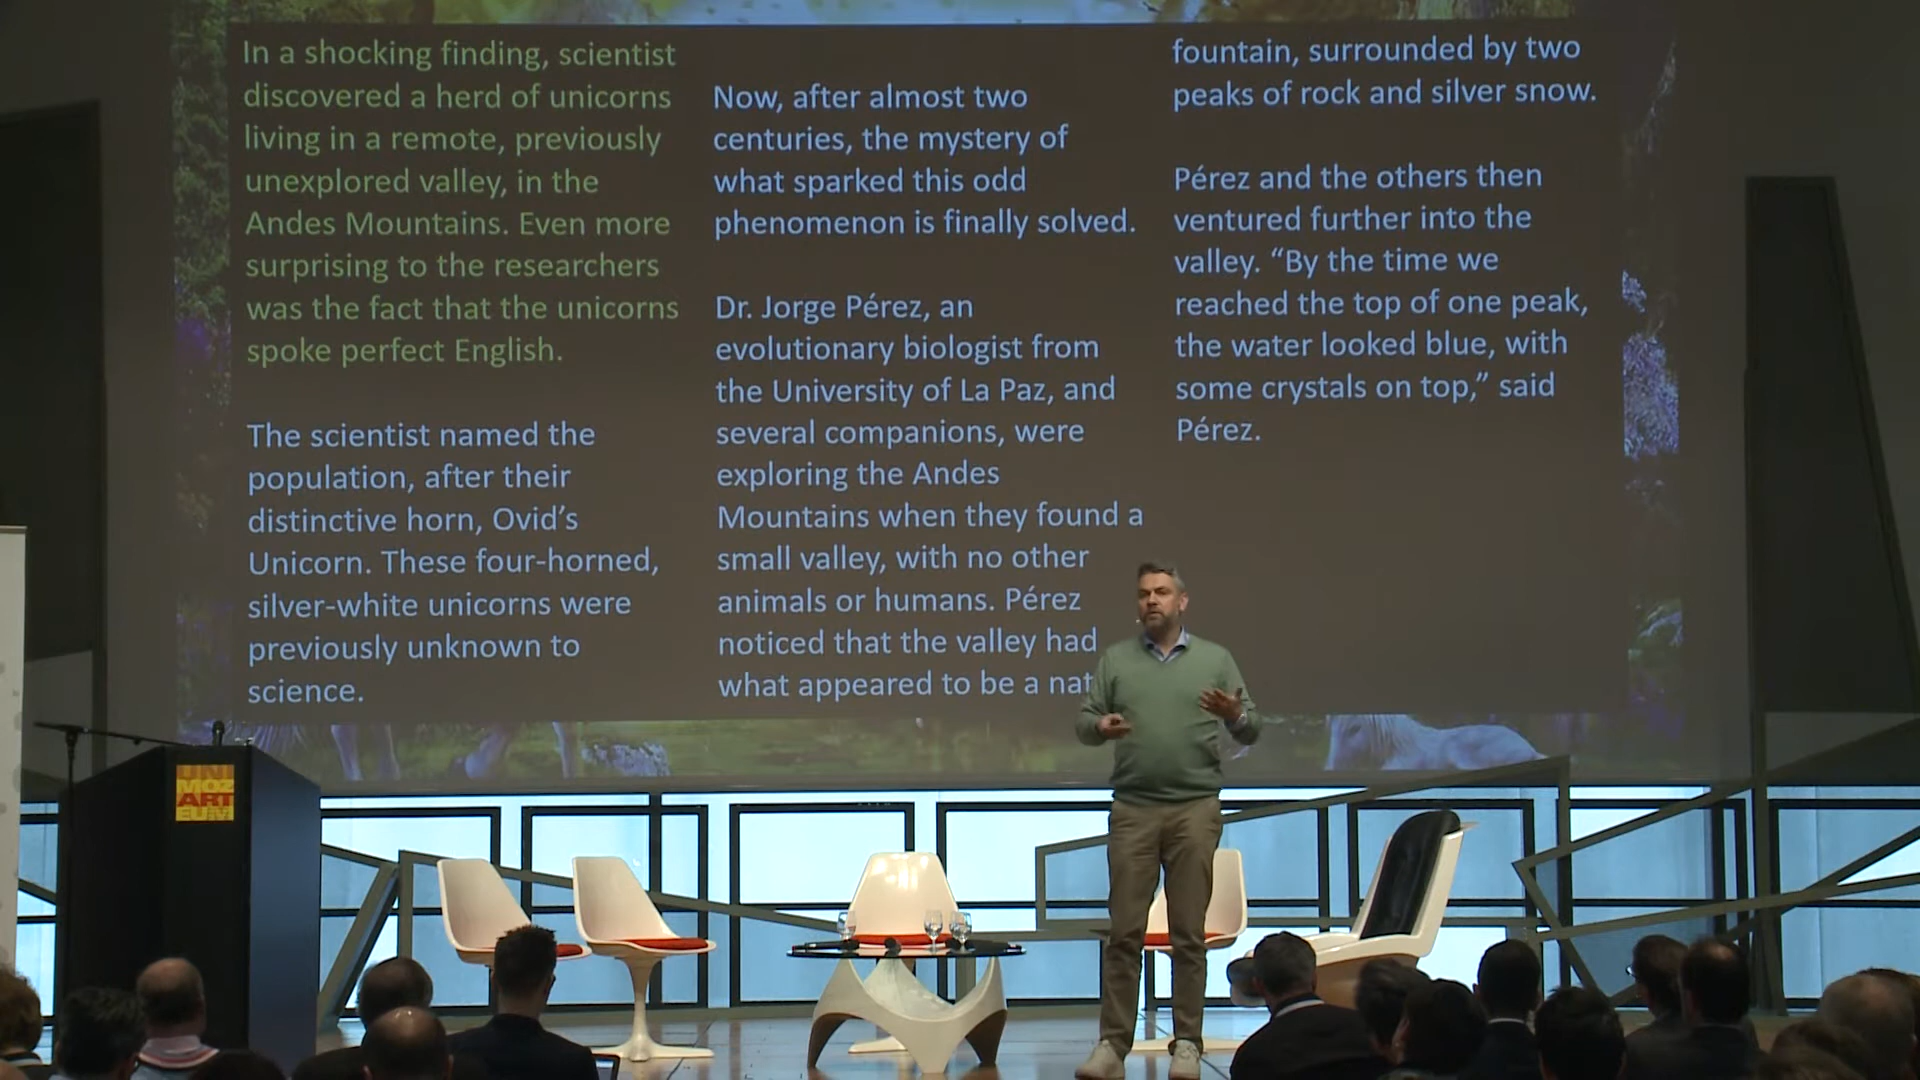 In a shocking finding, scientist
discovered a herd of unicorns
living in a remote, previously
unexplored valley, in the
Andes Mountains. Even more
surprising to the researchers
was the fact that the unicorns
spoke perfect English.
The scientist named the
population, after their
distinctive horn, Ovid's
Unicorn. These four-horned,
silver-white unicorns were
previously unknown to
science.
Now, after almost two
centuries, the mystery of
what sparked this odd
phenomenon is finally solved.
Dr. Jorge Pérez, an
evolutionary biologist from
the University of La Paz, and
several companions, were
exploring the Andes
Mountains when they found a
small valley, with no other
animals or humans. Pérez
noticed that the valley had
what appeared to be a nat
fountain, surrounded by two
peaks of rock and silver snow.
Pérez and the others then
ventured further into the
valley. “By the time we
reached the top of one peak,
the water looked blue, with
some crystals on top,” said
Pérez.
UNI
MOZ
ART
EUM